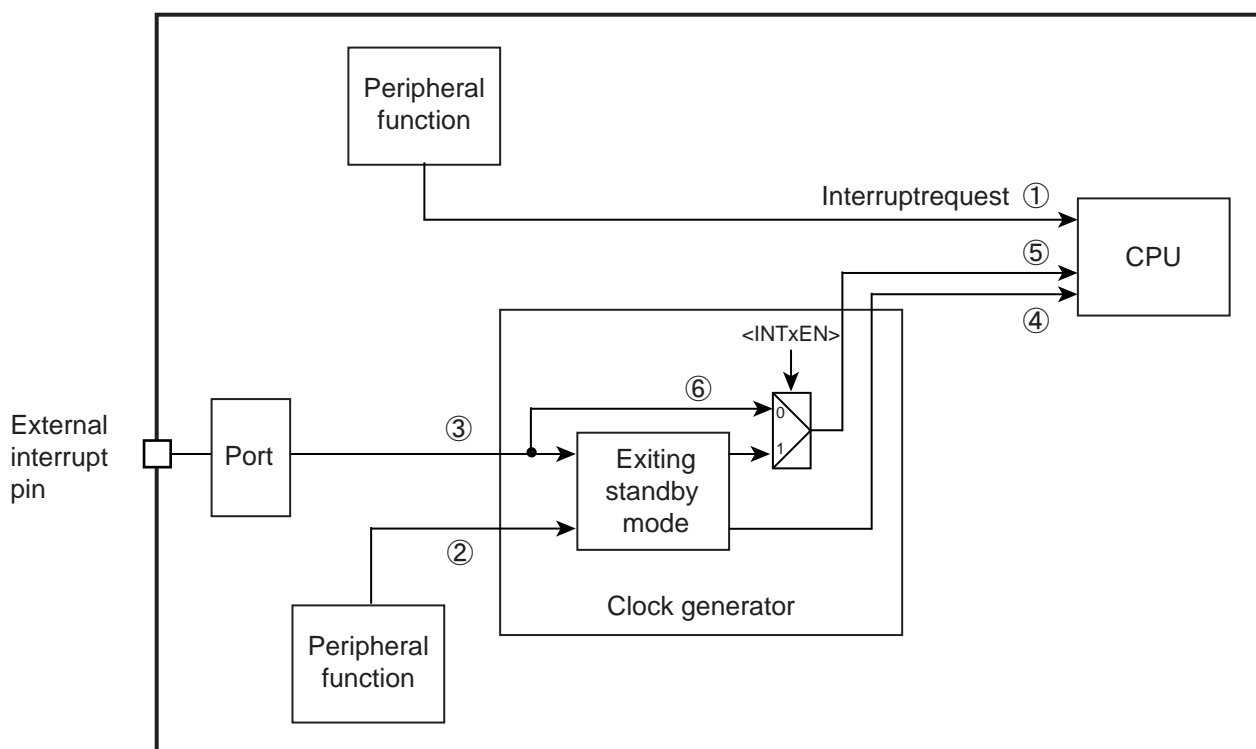 Peripheral
function
Interruptrequest ①
CPU
⑤
④
<INTxEN>
⑥
0
1
External
interrupt
pin
Port
③
Exiting
standby
mode
②
Clock generator
Peripheral
function